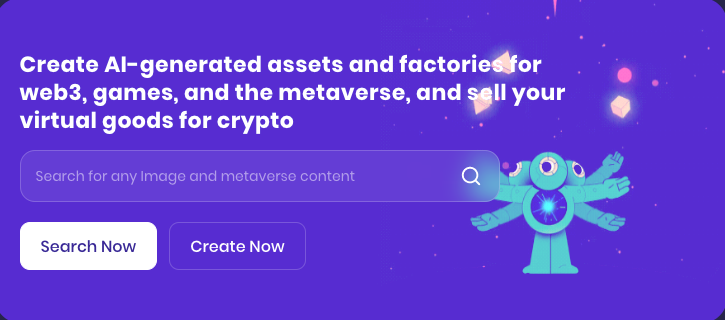 Create AI-generated assets and factories for
web3, games, and the metaverse, and sell your
virtual goods for crypto
Search for any Image and metaverse content
Search Now
Create Now